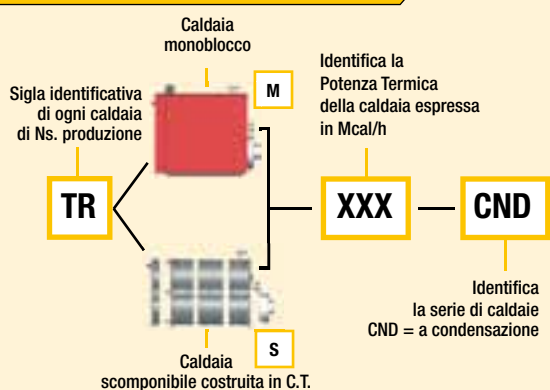 Caldaia
monoblocco
M
Sigla identificativa
di ogni caldaia
di Ns. produzione
Identifica la
Potenza Termica
della caldaia espressa
in Mcal/h
TR
XXX
CND
S
Caldaia
scomponibile costruita in C.T.
Identifica
la serie di caldaie
CND = a condensazione